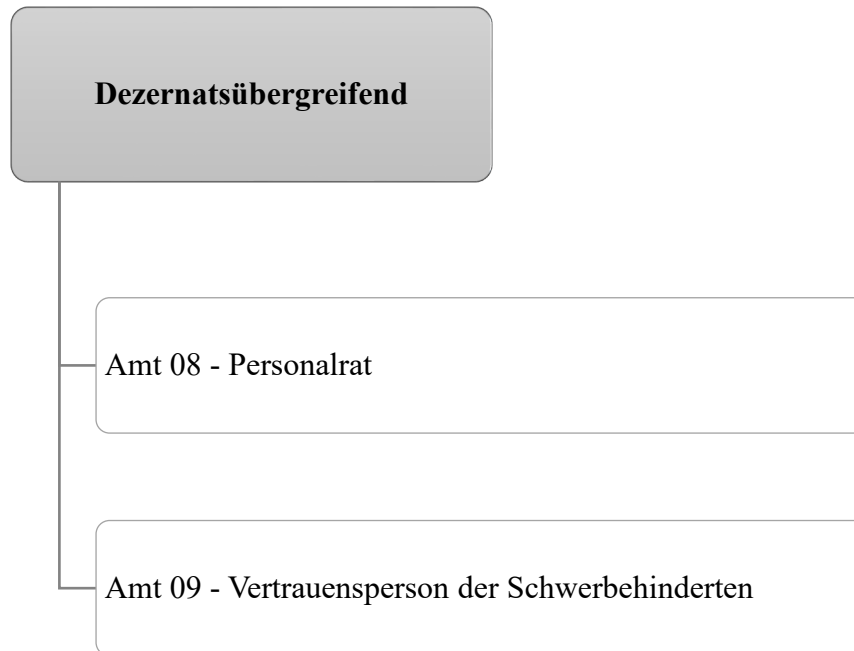 Dezernatsübergreifend
Amt 08 - Personalrat
Amt 09 - Vertrauensperson der Schwerbehinderten